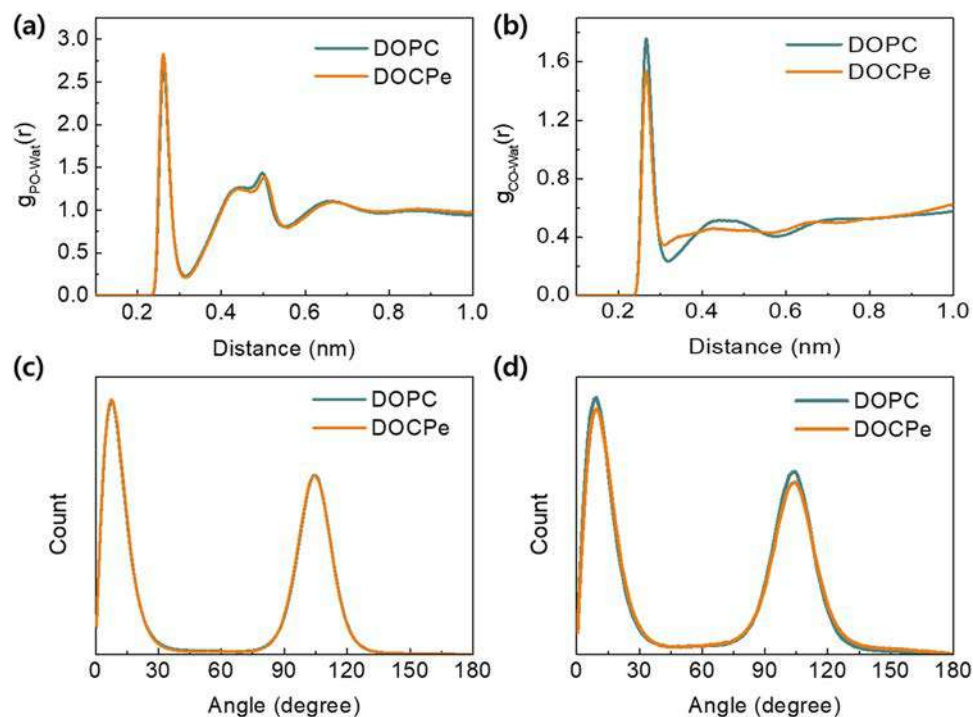 (a)
3.0
2.5
2.0
1.5
1.0
0.5
0.0
gPO-Wat(r)
DOPC
DOCPe
0.2 0.4 0.6 0.8 1.0
Distance (nm)
(b)
1.6
1.2
0.8
0.4
0.0
gCO-Wat(r)
DOPC
DOCPe
0.2 0.4 0.6 0.8 1.0
Distance (nm)
(c)
Count
DOPC
DOCPe
0 30 60 90 120 150 180
Angle (degree)
(d)
Count
DOPC
DOCPe
0 30 60 90 120 150 180
Angle (degree)